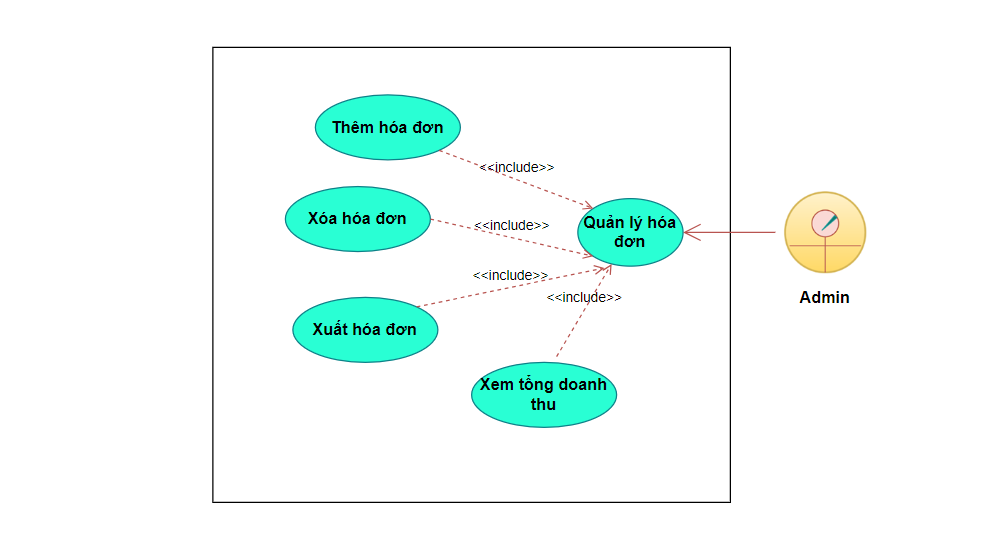 Thêm hóa đơn
<<include>>
Xóa hóa đơn
<<include>>
Quản lý hóa
đơn
<<include>>
<<include>>
Admin
Xuất hóa đơn
Xem tổng doanh
thu